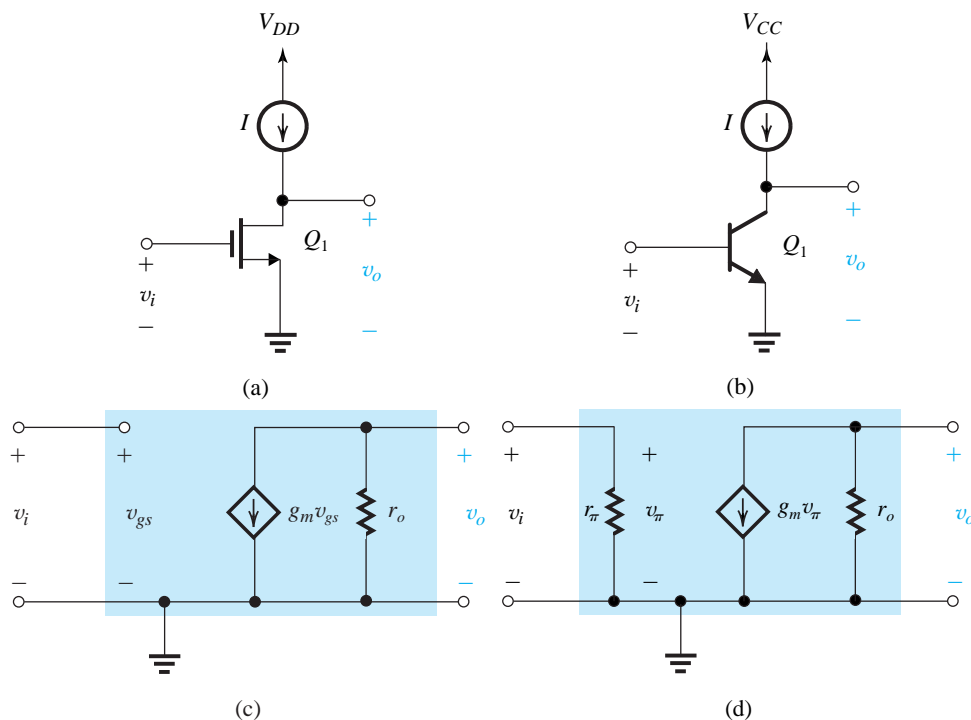 V_DD
I
Q_1
+
v_i
−
+
v_o
−
(a)
V_CC
I
Q_1
+
v_i
−
+
v_o
−
(b)
+
v_i
−
+
v_gs
−
g_m v_gs
r_o
+
v_o
−
(c)
+
v_i
−
r_π
+
v_π
−
g_m v_π
r_o
+
v_o
−
(d)